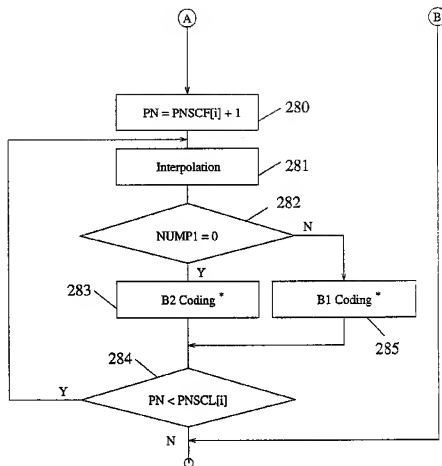 A
B
PN = PNSCF[i] + 1
280
Interpolation
281
282
NUMP1 = 0
N
Y
283
B2 Coding *
B1 Coding *
284
285
Y
PN < PNSCL[i]
N